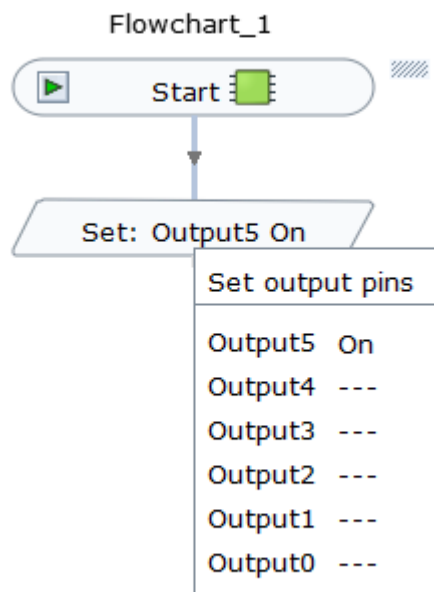 Flowchart_1
Start
Set: Output5 On
Set output pins
Output5 On
Output4 ---
Output3 ---
Output2 ---
Output1 ---
Output0 ---